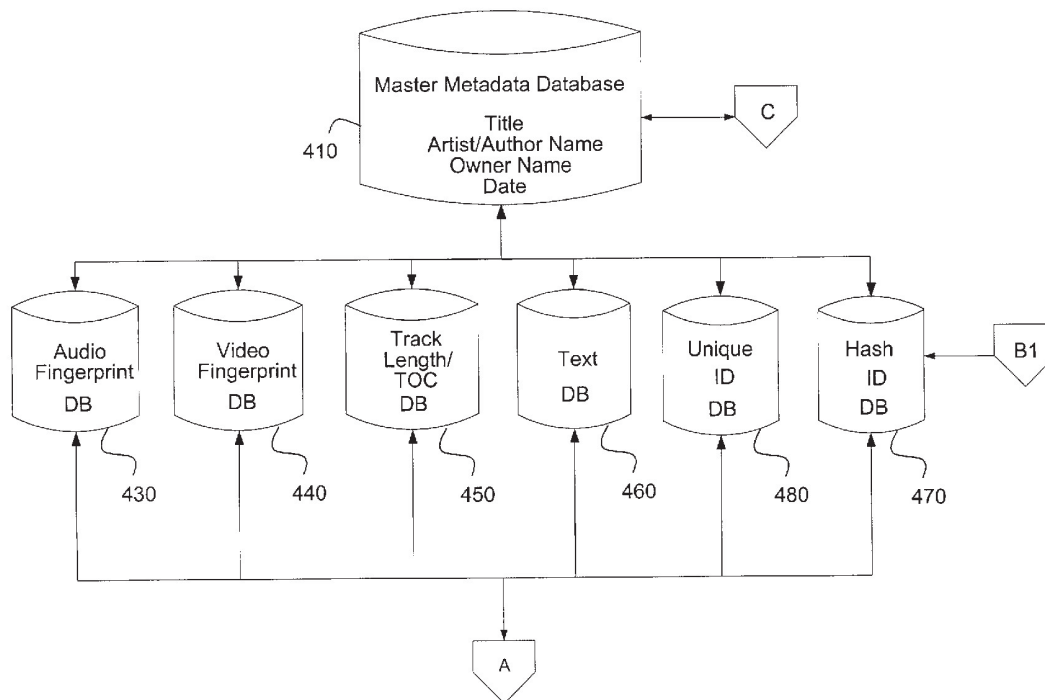 Master Metadata Database
C
Title
410
Artist/Author Name
Owner Name
Date
Audio
Fingerprint
DB
Video
Fingerprint
DB
Track
Length/
TOC
DB
Text
DB
Unique
ID
DB
Hash
ID
DB
B1
430
440
450
460
480
470
A